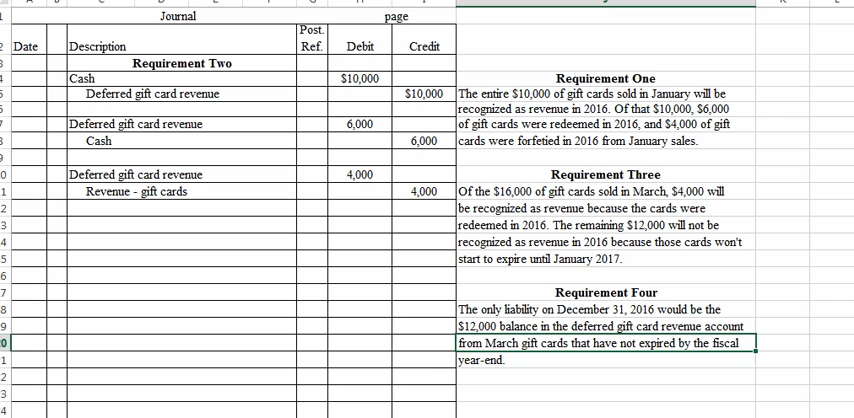 Journal page
Post.
Date Description Ref. Debit Credit
Requirement Two
Cash $10,000
Deferred gift card revenue $10,000
Deferred gift card revenue 6,000
Cash 6,000
Deferred gift card revenue 4,000
Revenue - gift cards 4,000
Requirement One
The entire $10,000 of gift cards sold in January will be
recognized as revenue in 2016. Of that $10,000, $6,000
of gift cards were redeemed in 2016, and $4,000 of gift
cards were forfetied in 2016 from January sales.
Requirement Three
Of the $16,000 of gift cards sold in March, $4,000 will
be recognized as revenue because the cards were
redeemed in 2016. The remaining $12,000 will not be
recognized as revenue in 2016 because those cards won't
start to expire until January 2017.
Requirement Four
The only liability on December 31, 2016 would be the
$12,000 balance in the deferred gift card revenue account
from March gift cards that have not expired by the fiscal
year-end.